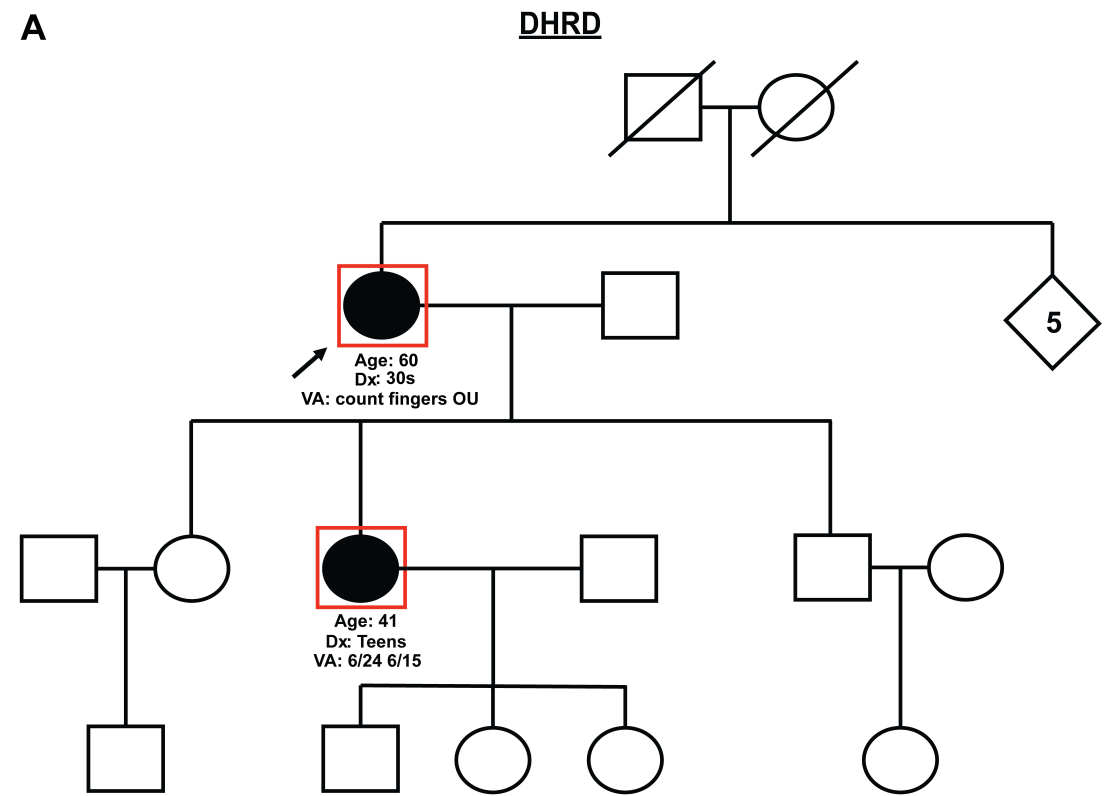 A
DHRD
5
Age: 60
Dx: 30s
VA: count fingers OU
Age: 41
Dx: Teens
VA: 6/24 6/15